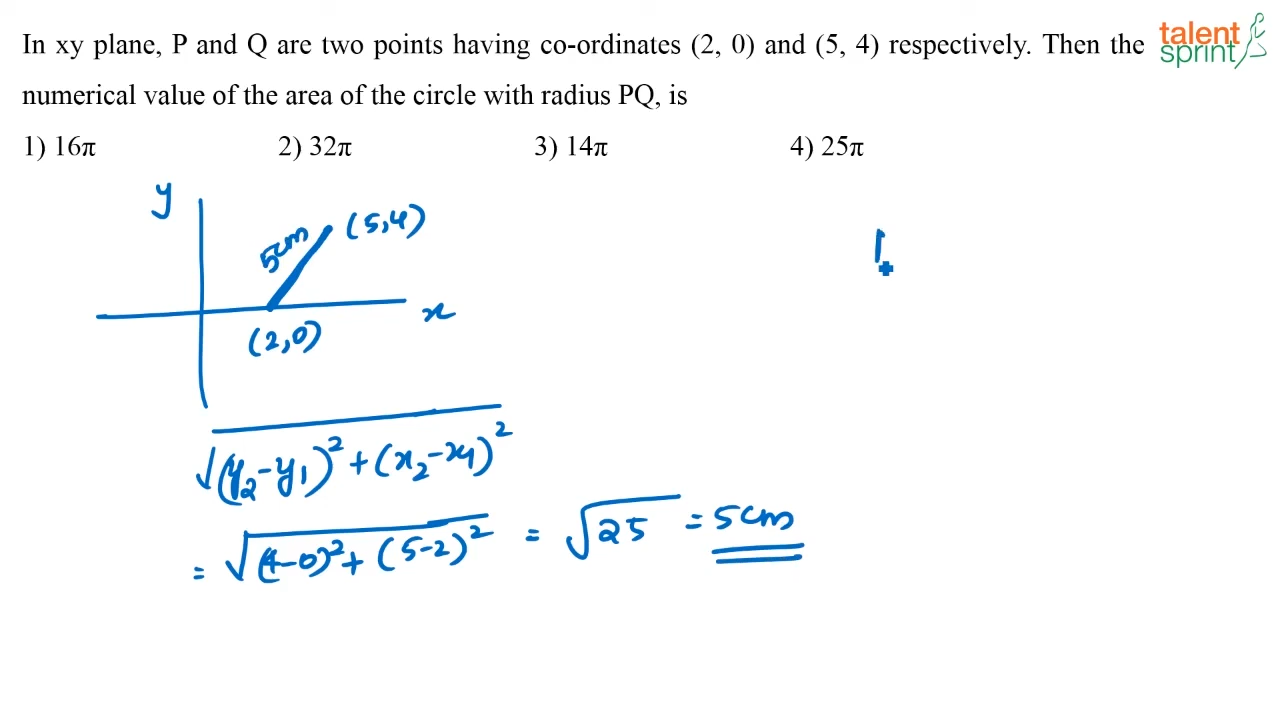 In xy plane, P and Q are two points having co-ordinates (2, 0) and (5, 4) respectively. Then the
numerical value of the area of the circle with radius PQ, is
talent
sprint
1) 16π 2) 32π 3) 14π 4) 25π
y
5cm (5,4)
x
(2,0)
√(y₂-y₁)²+(x₂-x₁)²
= √(4-0)²+(5-2)² = √25 = 5cm